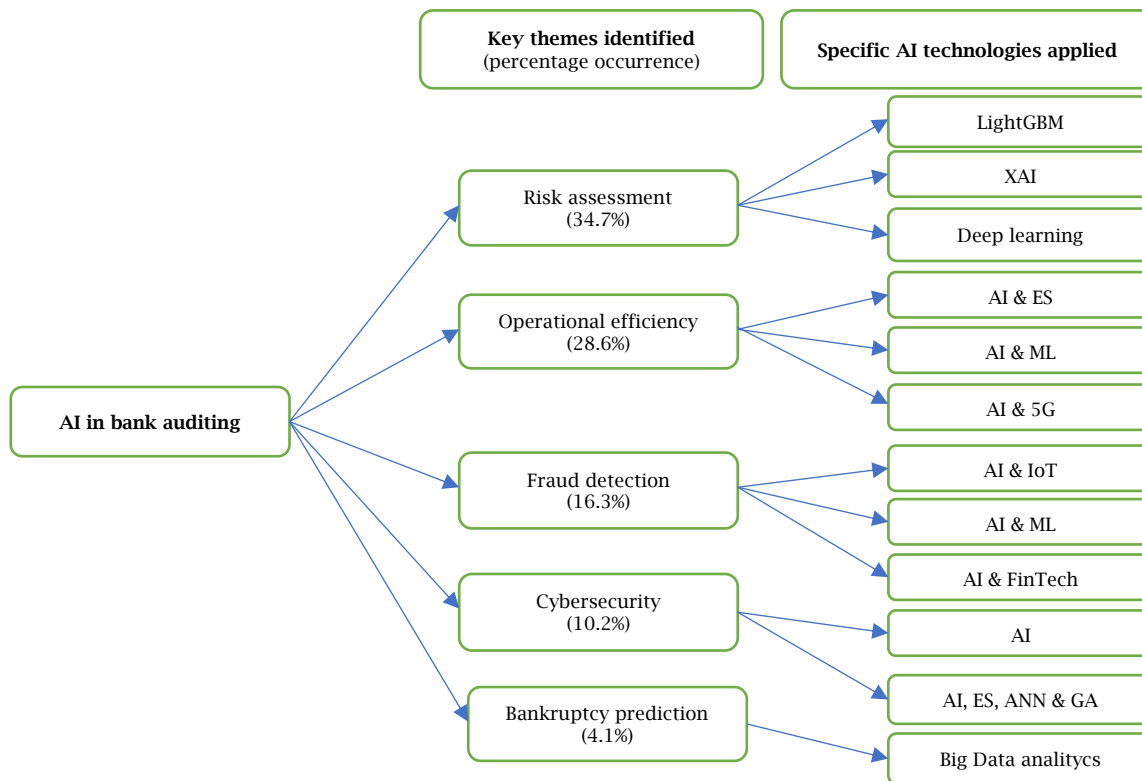 Key themes identified
(percentage occurrence)
Specific AI technologies applied
AI in bank auditing
Risk assessment
(34.7%)
LightGBM
XAI
Deep learning
Operational efficiency
(28.6%)
AI & ES
AI & ML
AI & 5G
Fraud detection
(16.3%)
AI & IoT
AI & ML
AI & FinTech
Cybersecurity
(10.2%)
AI
AI, ES, ANN & GA
Bankruptcy prediction
(4.1%)
Big Data analitycs